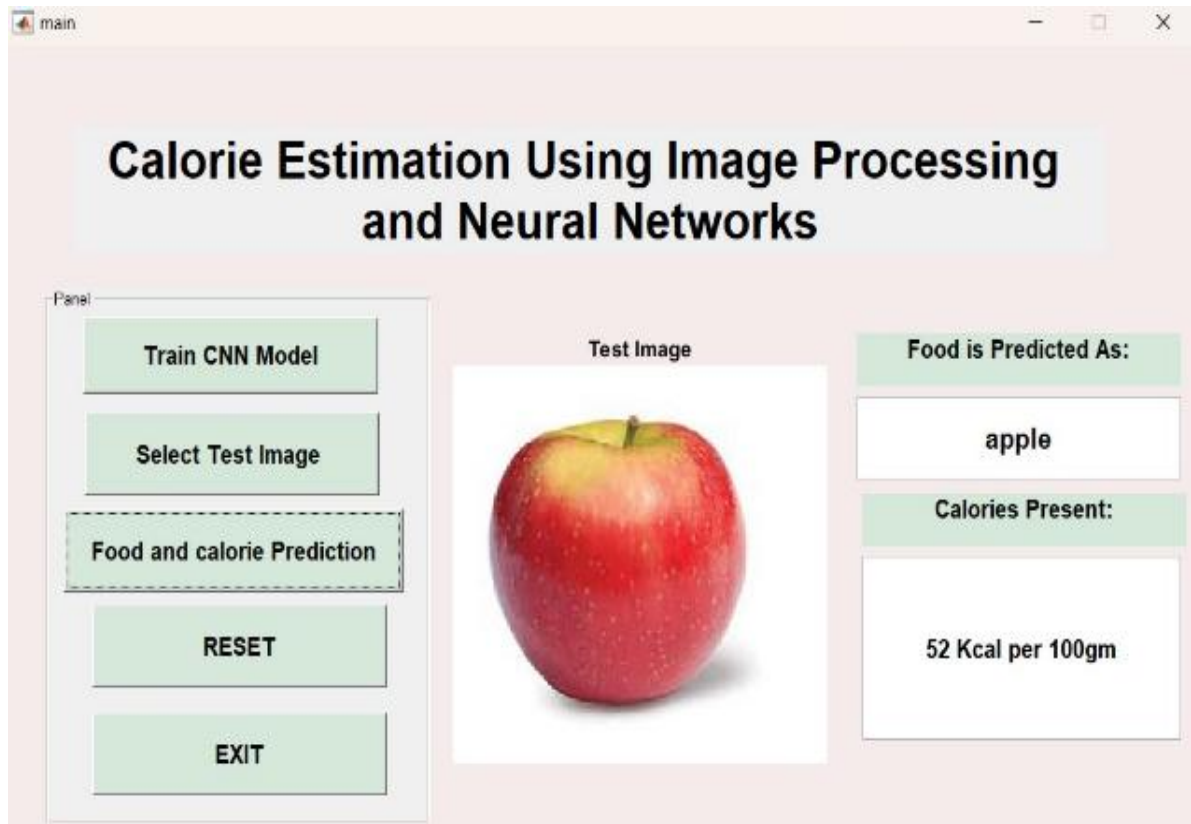 main
Calorie Estimation Using Image Processing
and Neural Networks
Panel
Train CNN Model
Select Test Image
Food and calorie Prediction
RESET
EXIT
Test Image
Food is Predicted As:
apple
Calories Present:
52 Kcal per 100gm